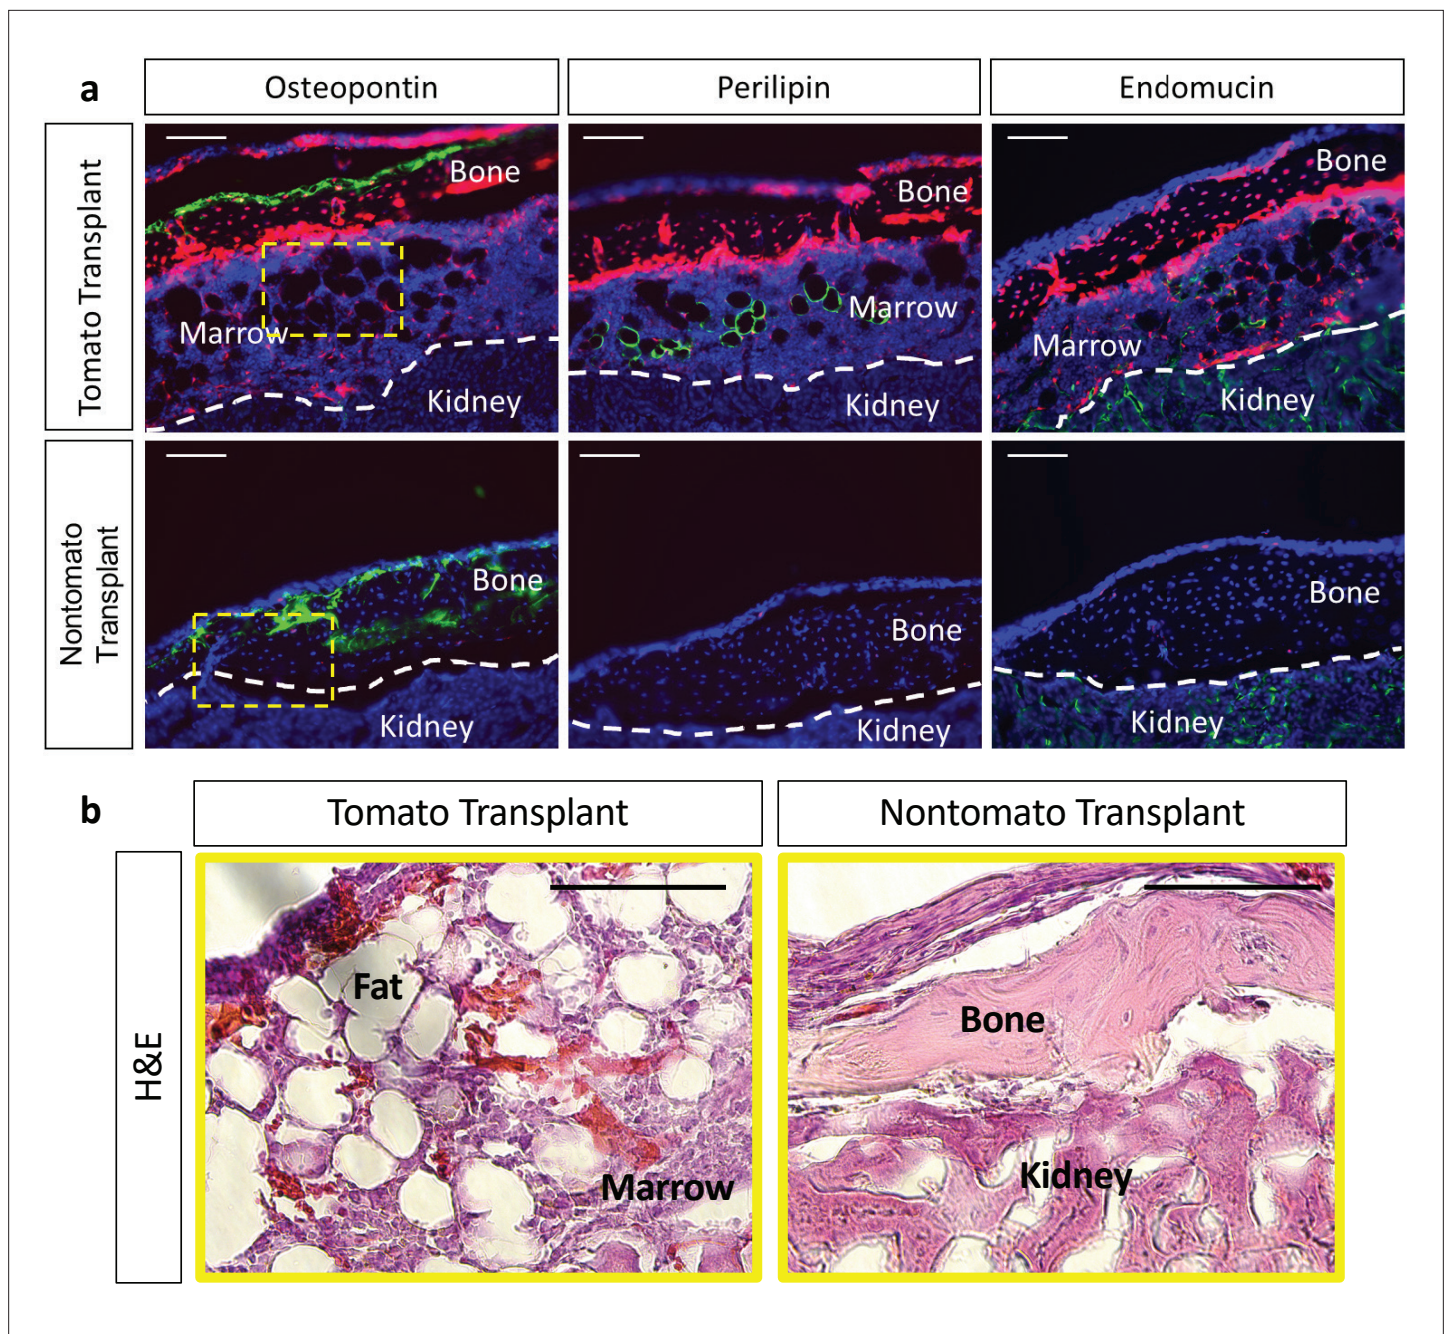 a
Osteopontin
Perilipin
Endomucin
Tomato Transplant
Bone
Marrow
Kidney
Bone
Marrow
Kidney
Bone
Marrow
Kidney
Nontomato
Transplant
Bone
Kidney
Bone
Kidney
Bone
Kidney
b
Tomato Transplant
Nontomato Transplant
H&E
Fat
Marrow
Bone
Kidney